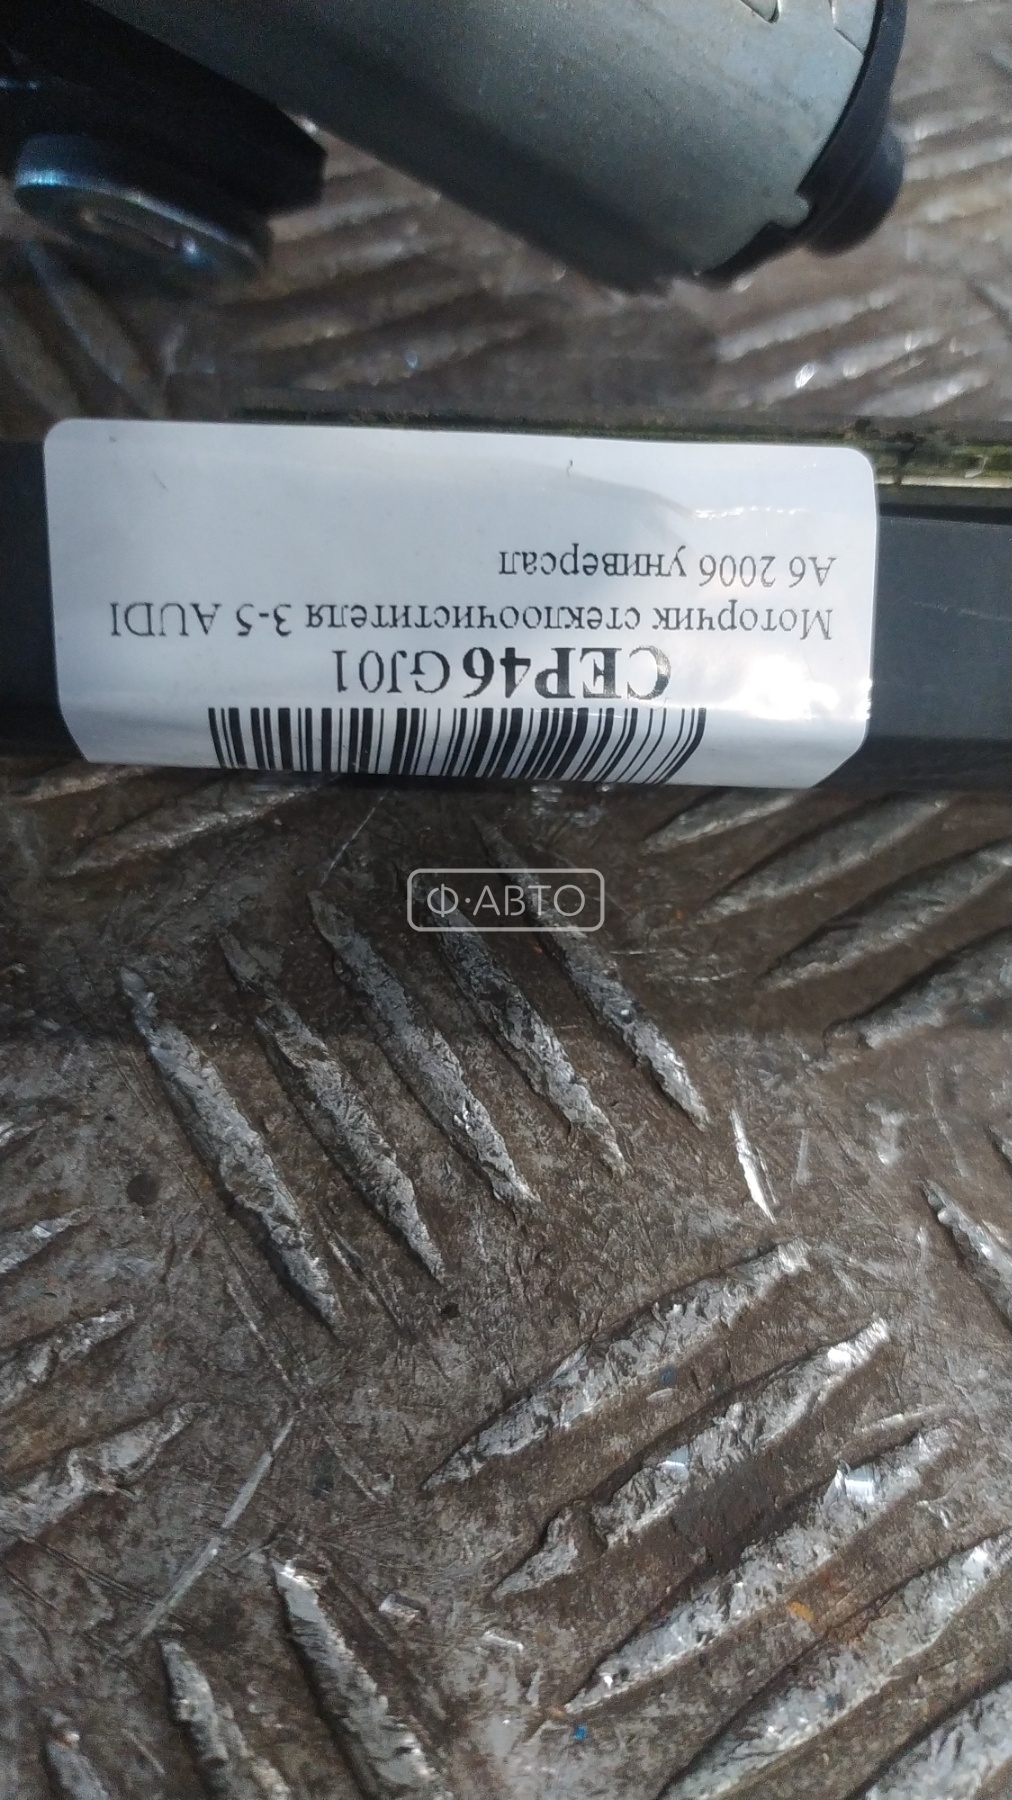 CEP46GJ01
Моторчик стеклоочистителя 3-5 AUDI
A6 2006 универсал
Ф·АВТО